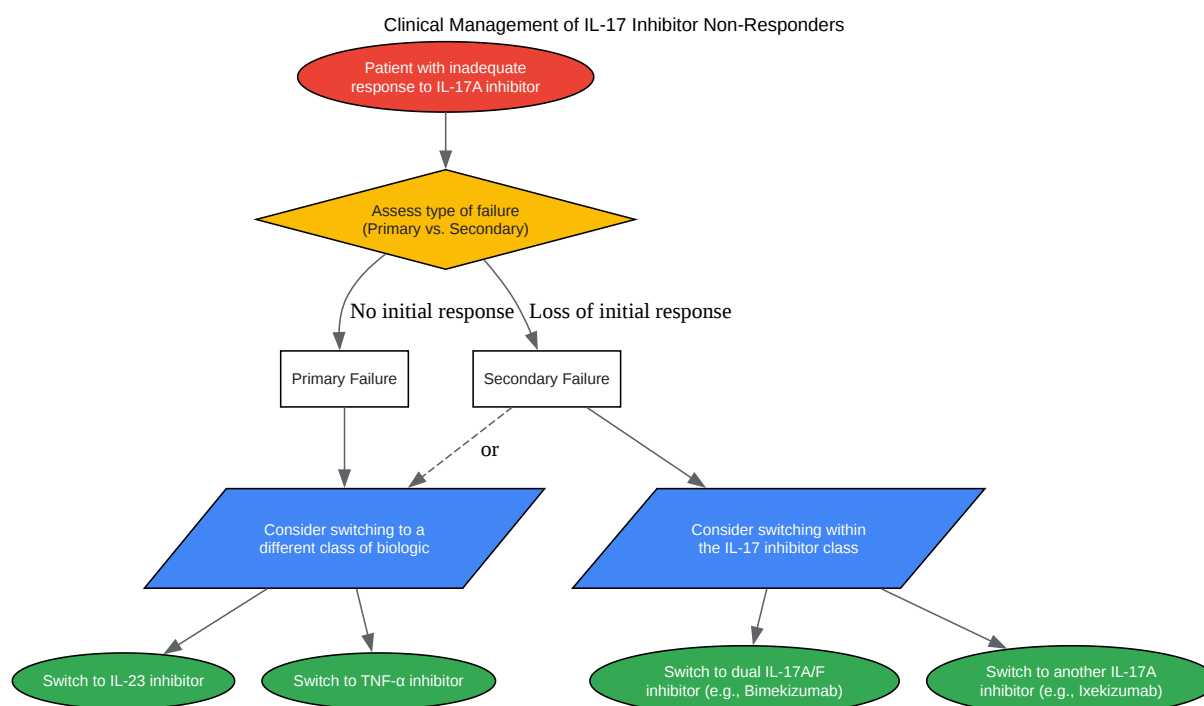 Clinical Management of IL-17 Inhibitor Non-Responders
Patient with inadequate
response to IL-17A inhibitor
Assess type of failure
(Primary vs. Secondary)
No initial response
Loss of initial response
Primary Failure
Secondary Failure
or
Consider switching to a
different class of biologic
Consider switching within
the IL-17 inhibitor class
Switch to IL-23 inhibitor
Switch to TNF-α inhibitor
Switch to dual IL-17A/F
inhibitor (e.g., Bimekizumab)
Switch to another IL-17A
inhibitor (e.g., Ixekizumab)